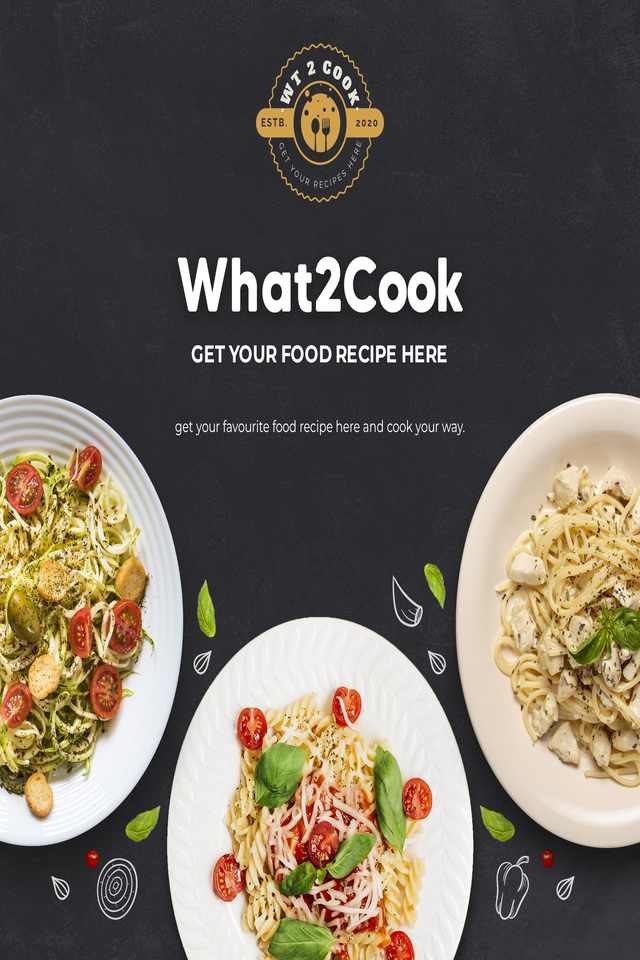 WT 2 COOK
ESTB. 2020
GET YOUR RECIPES HERE
What2Cook
GET YOUR FOOD RECIPE HERE
get your favourite food recipe here and cook your way.